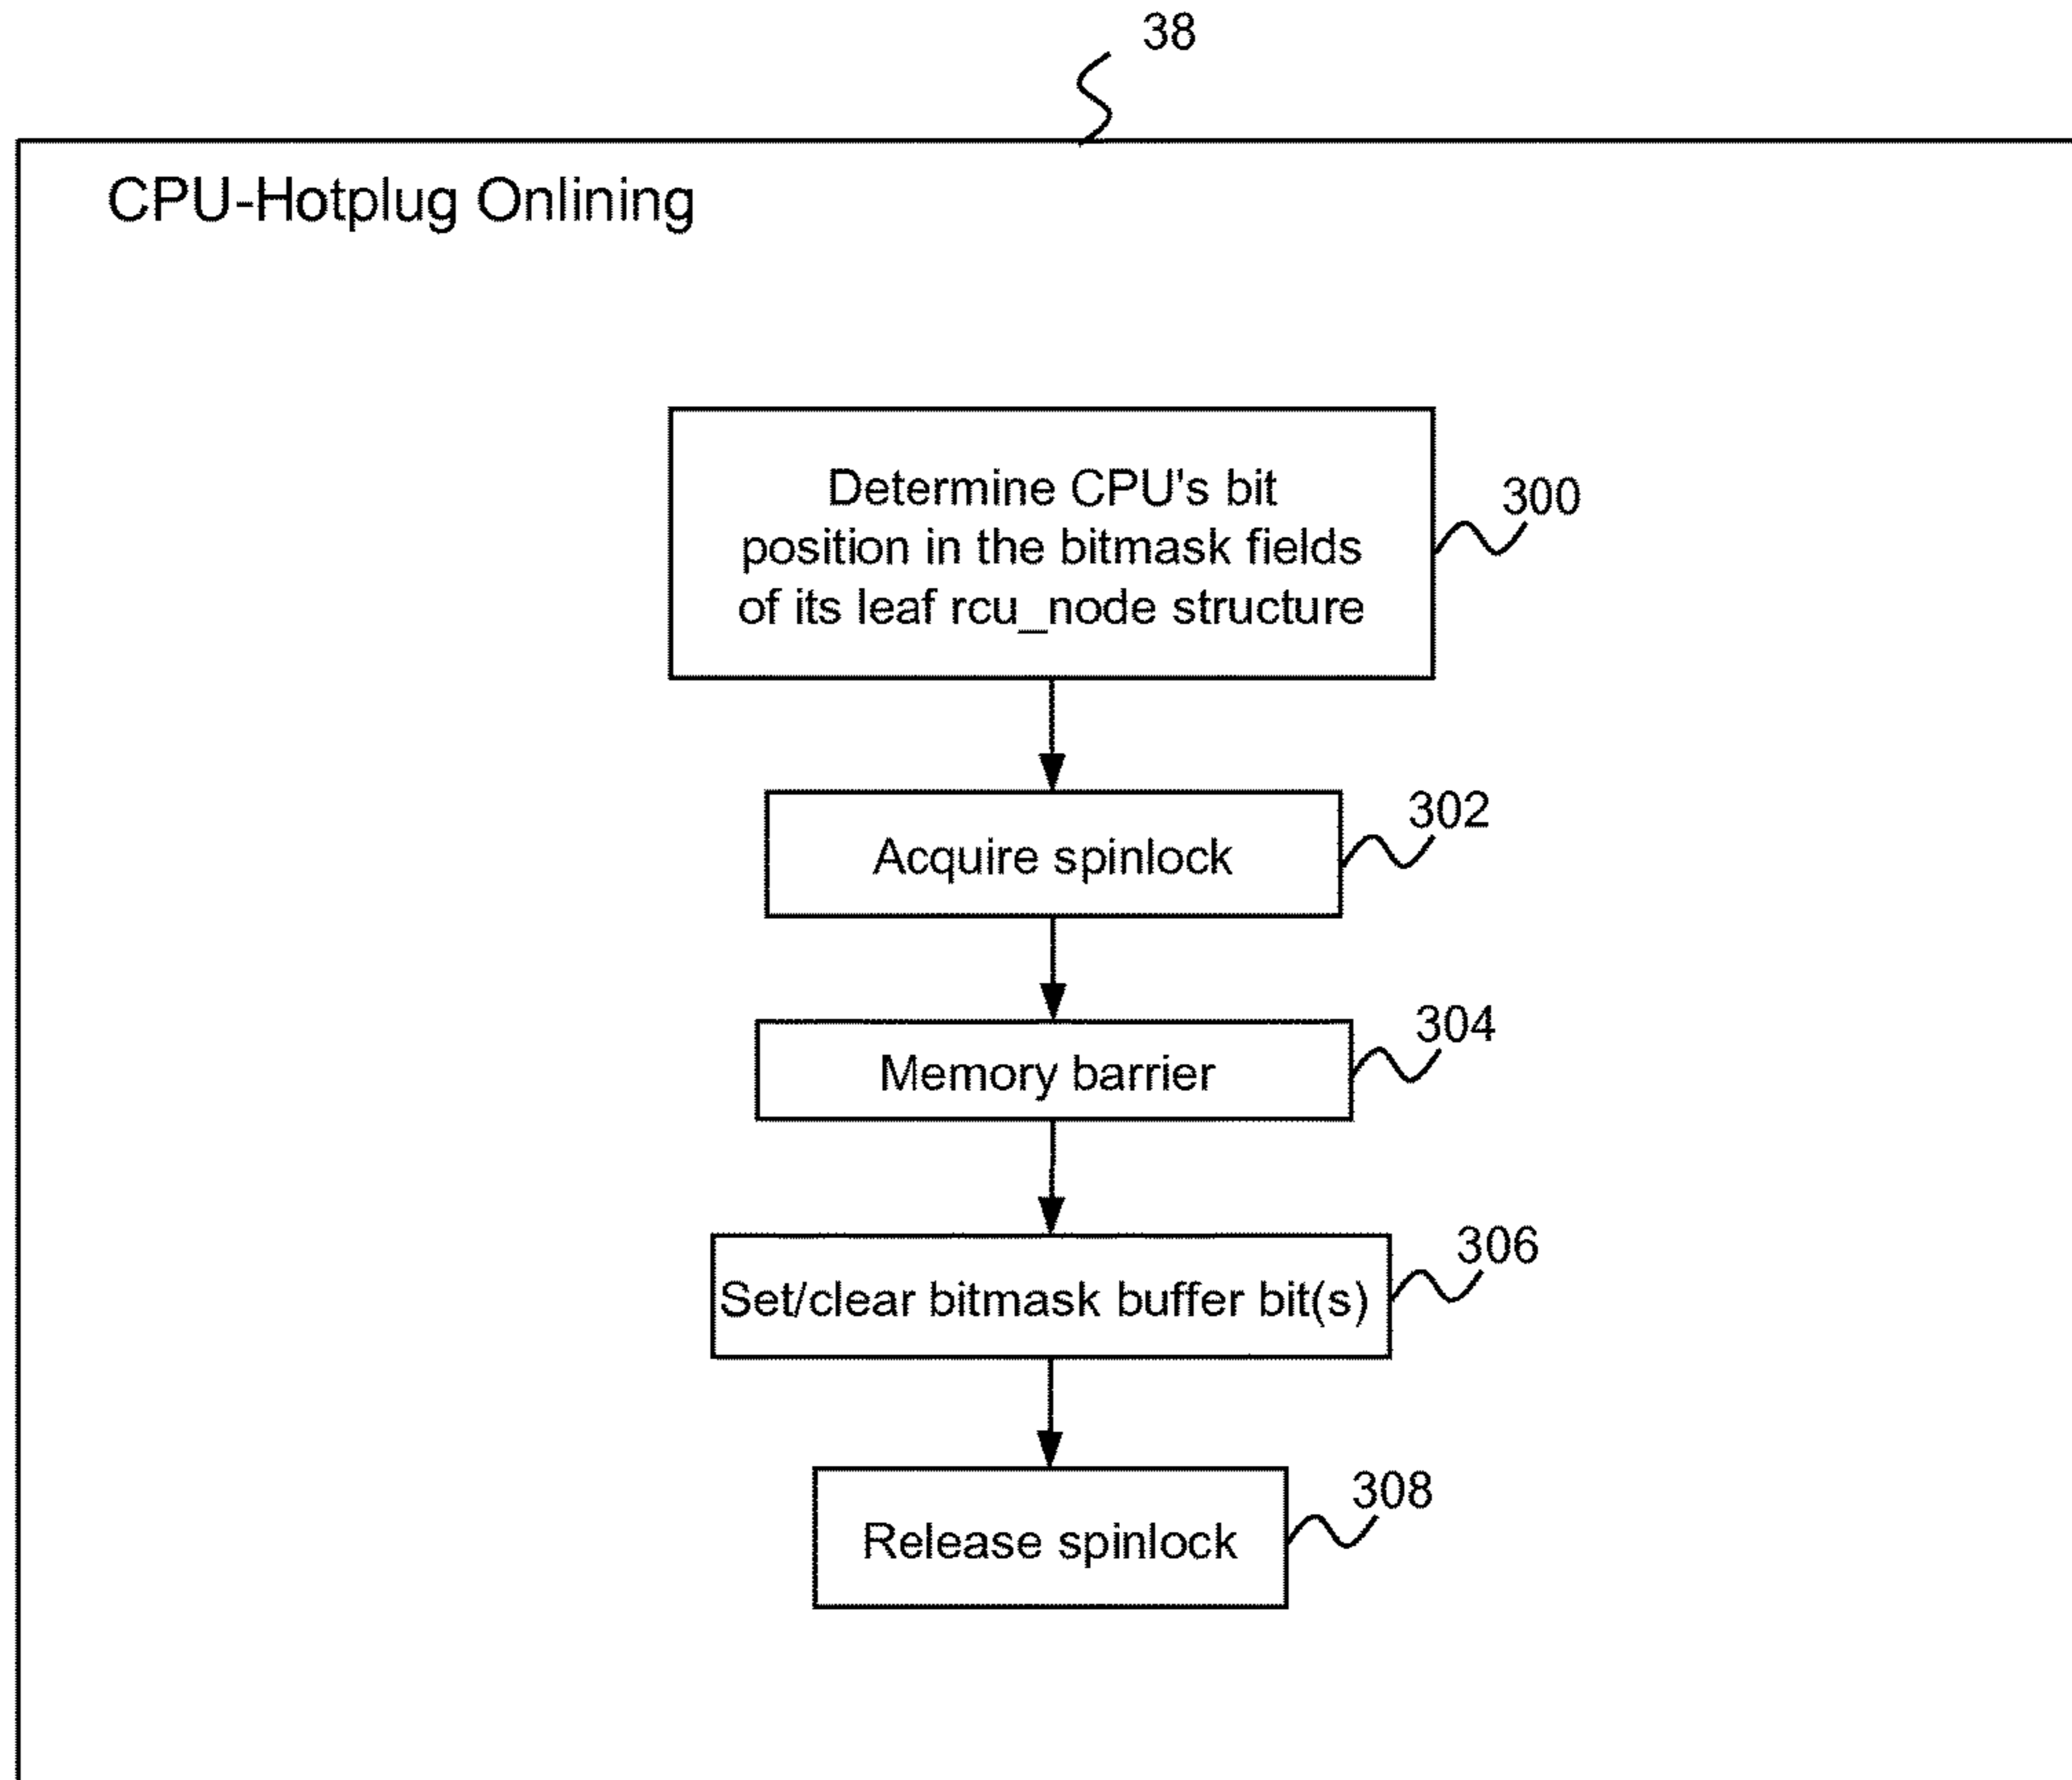 38
CPU-Hotplug Onlining
Determine CPU's bit
position in the bitmask fields
of its leaf rcu_node structure
300
Acquire spinlock
302
Memory barrier
304
Set/clear bitmask buffer bit(s)
306
Release spinlock
308